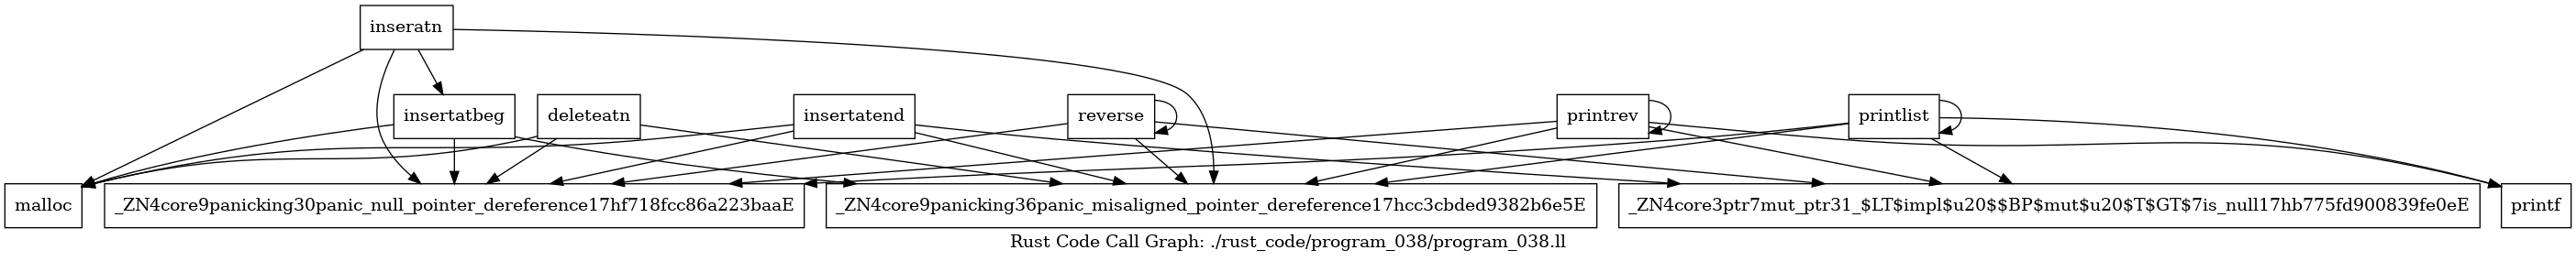 inseratn
insertatbeg
deleteatn
insertatend
reverse
printrev
printlist
malloc
_ZN4core9panicking30panic_null_pointer_dereference17hf718fcc86a223baaE
_ZN4core9panicking36panic_misaligned_pointer_dereference17hcc3cbded9382b6e5E
_ZN4core3ptr7mut_ptr31_$LT$impl$u20$$BP$mut$u20$T$GT$7is_null17hb775fd900839fe0eE
printf
Rust Code Call Graph: ./rust_code/program_038/program_038.ll